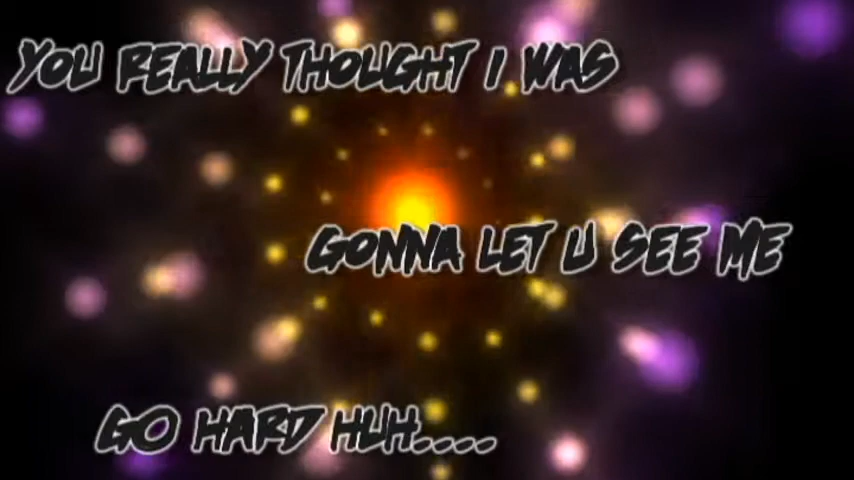 YOU REALLY THOUGHT I WAS
GONNA LET U SEE ME
GO HARD HUH....